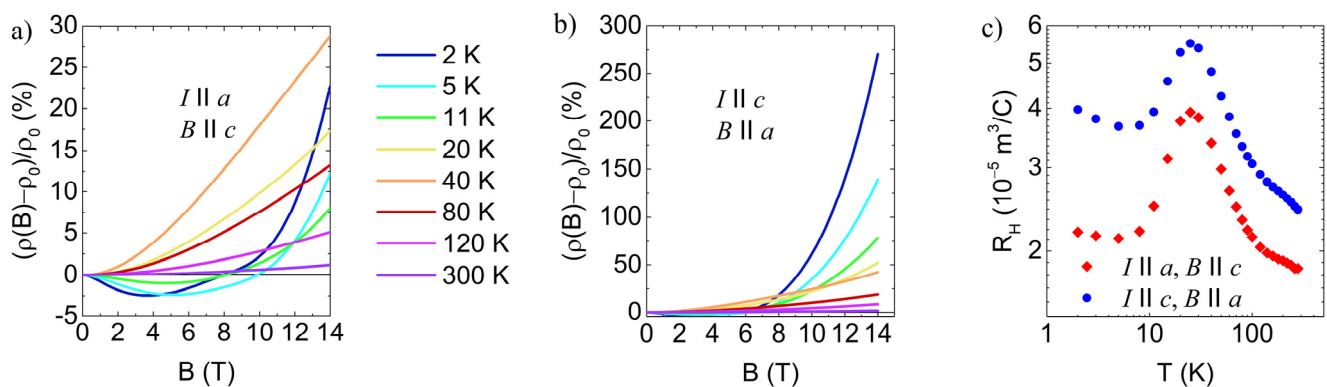 a)
(ρ(B)−ρ₀)/ρ₀ (%)
30
25
20
15
10
5
0
-5
I || a
B || c
0 2 4 6 8 10 12 14
B (T)
2 K
5 K
11 K
20 K
40 K
80 K
120 K
300 K
b)
(ρ(B)−ρ₀)/ρ₀ (%)
300
250
200
150
100
50
0
I || c
B || a
0 2 4 6 8 10 12 14
B (T)
c)
R_H (10⁻⁵ m³/C)
6
5
4
3
2
I || a, B || c
I || c, B || a
1 10 100
T (K)